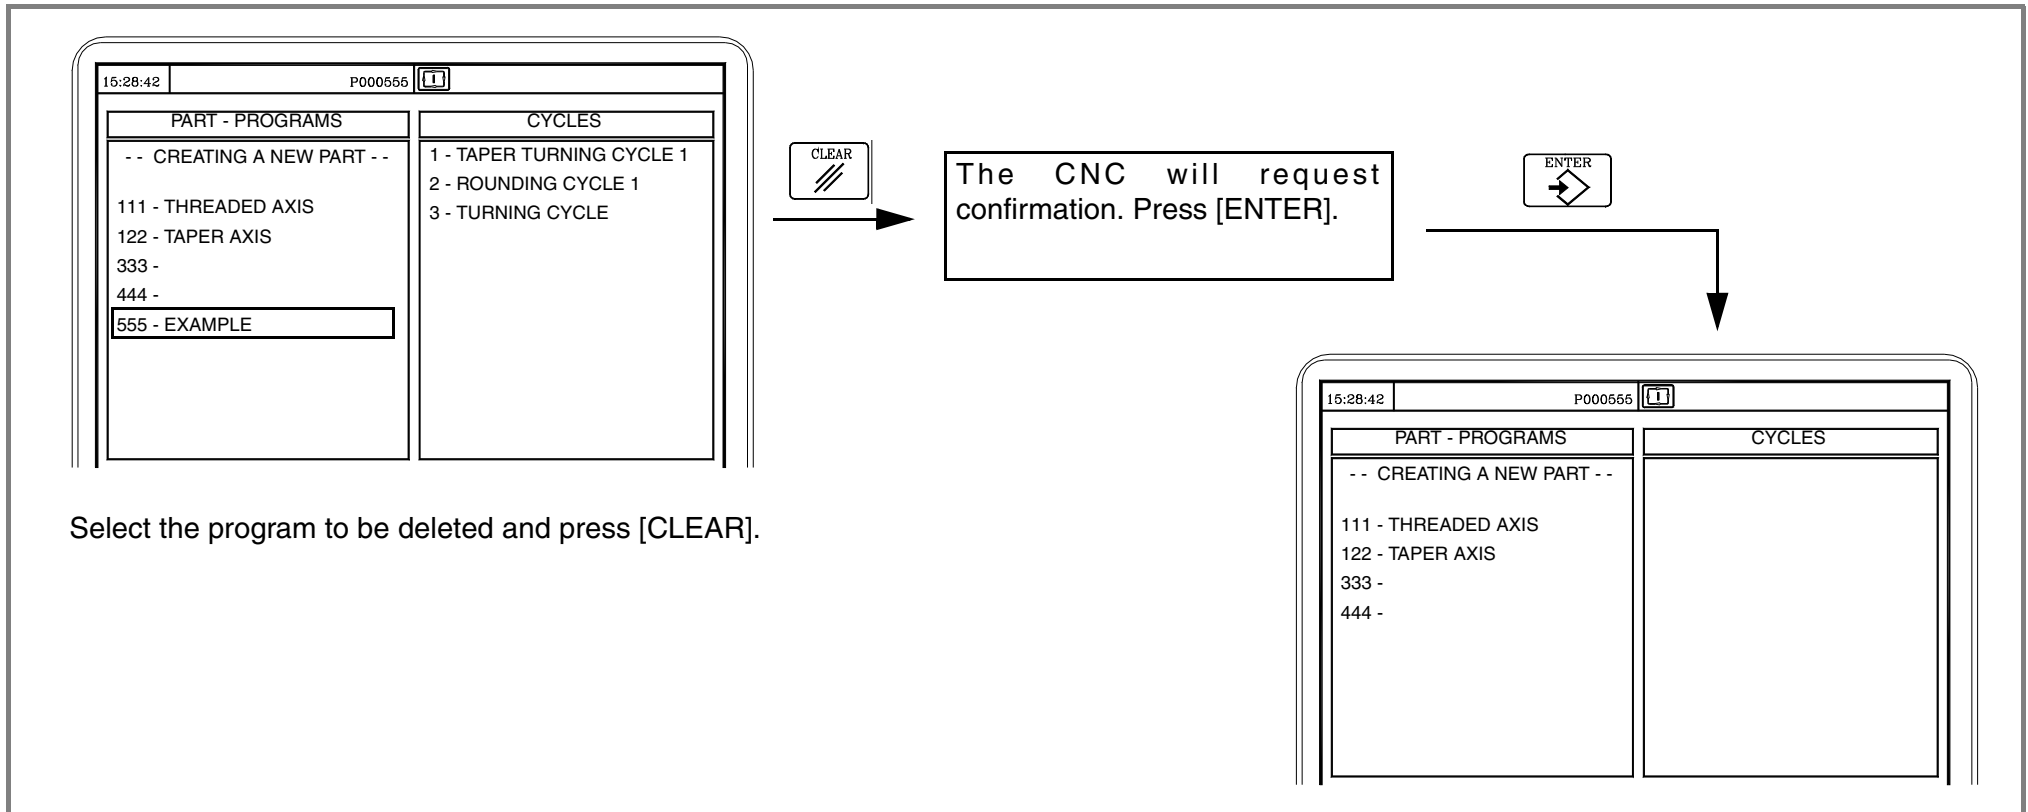 15:28:42 P000555
PART - PROGRAMS
- - CREATING A NEW PART - -
111 - THREADED AXIS
122 - TAPER AXIS
333 -
444 -
555 - EXAMPLE
CYCLES
1 - TAPER TURNING CYCLE 1
2 - ROUNDING CYCLE 1
3 - TURNING CYCLE
Select the program to be deleted and press [CLEAR].
CLEAR
The CNC will request
confirmation. Press [ENTER].
ENTER
15:28:42 P000555
PART - PROGRAMS
- - CREATING A NEW PART - -
111 - THREADED AXIS
122 - TAPER AXIS
333 -
444 -
CYCLES